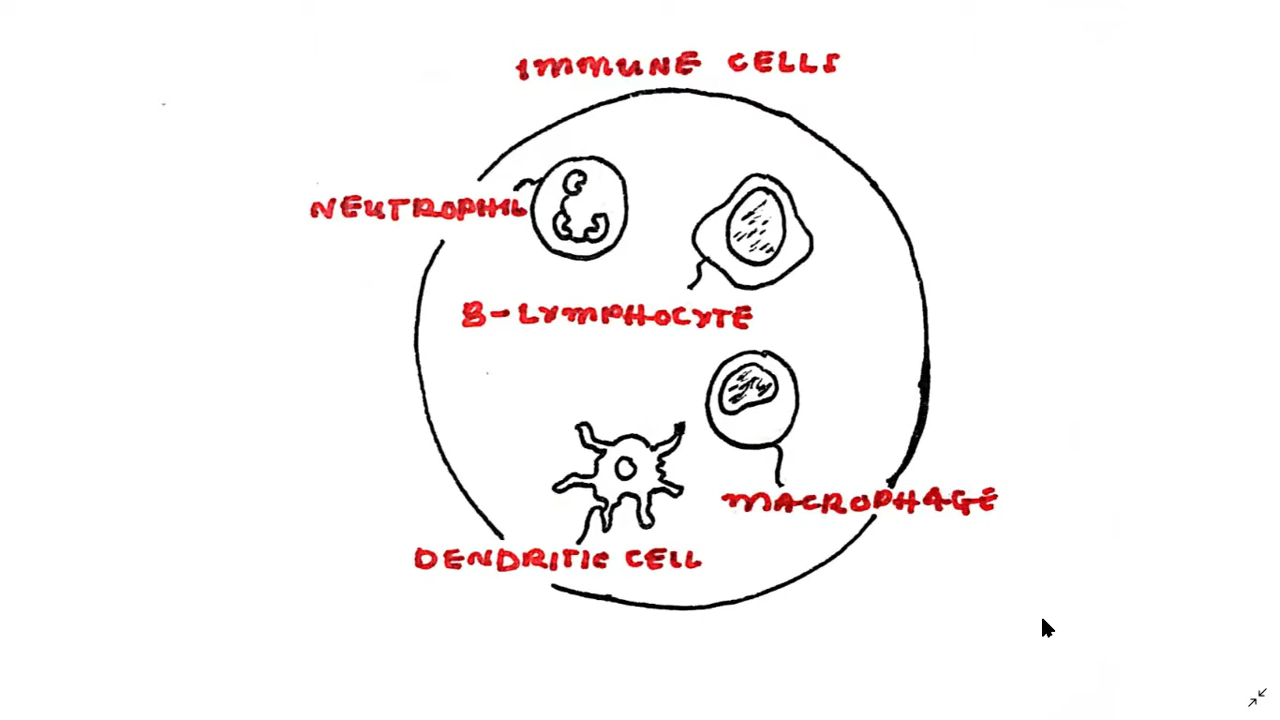 IMMUNE CELLS
NEUTROPHIL
B-LYMPHOCYTE
MACROPHAGE
DENDRITIC CELL